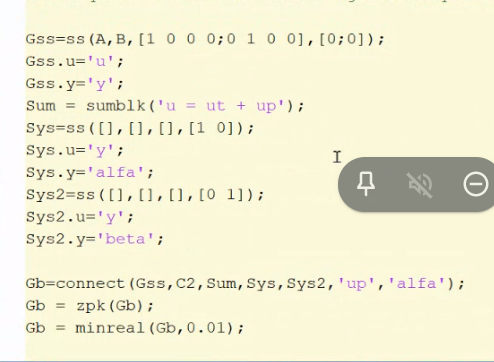 Gss=ss(A,B,[1 0 0 0;0 1 0 0],[0;0]);
Gss.u='u';
Gss.y='y';
Sum = sumblk('u = ut + up');
Sys=ss([],[],[],[1 0]);
Sys.u='y';
Sys.y='alfa';
Sys2=ss([],[],[],[0 1]);
Sys2.u='y';
Sys2.y='beta';
Gb=connect(Gss,C2,Sum,Sys,Sys2,'up','alfa');
Gb = zpk(Gb);
Gb = minreal(Gb,0.01);